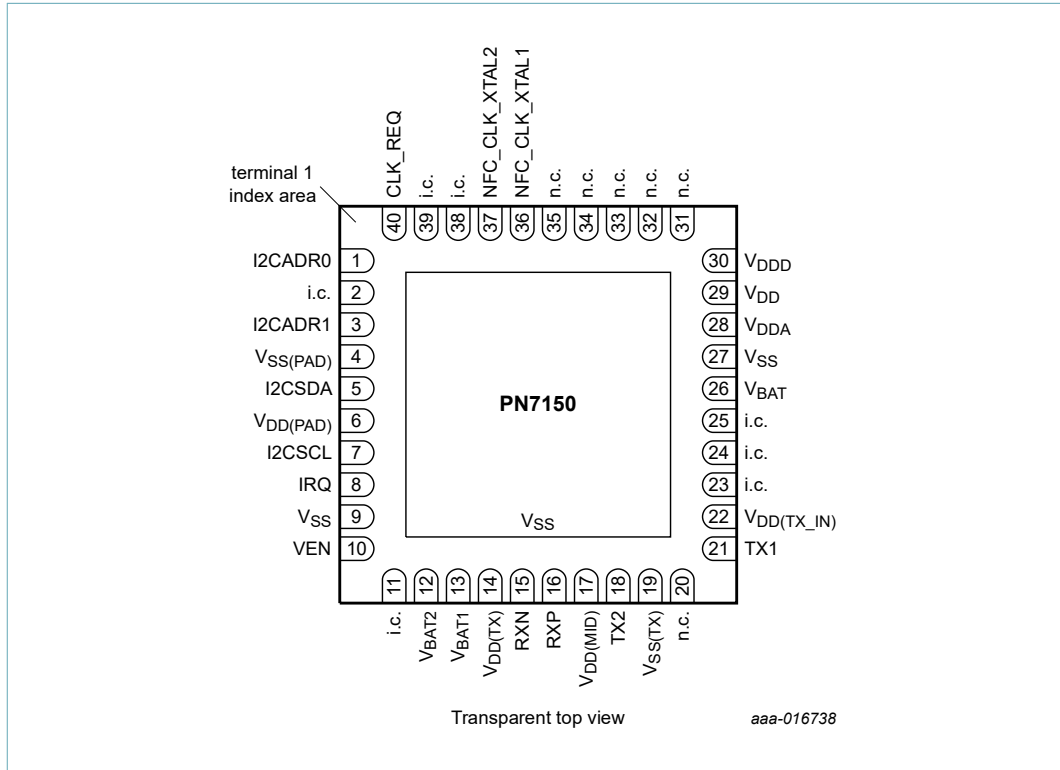 CLK_REQ
i.c.
i.c.
NFC_CLK_XTAL2
NFC_CLK_XTAL1
n.c.
n.c.
n.c.
n.c.
n.c.
terminal 1
index area
40 39 38 37 36 35 34 33 32 31
I2CADR0 1
i.c. 2
I2CADR1 3
VSS(PAD) 4
I2CSDA 5
VDD(PAD) 6
I2CSCL 7
IRQ 8
VSS 9
VEN 10
30 VDDD
29 VDD
28 VDDA
27 VSS
26 VBAT
25 i.c.
24 i.c.
23 i.c.
22 VDD(TX_IN)
21 TX1
PN7150
VSS
11 12 13 14 15 16 17 18 19 20
i.c.
VBAT2
VBAT1
VDD(TX)
RXN
RXP
VDD(MID)
TX2
VSS(TX)
n.c.
Transparent top view
aaa-016738